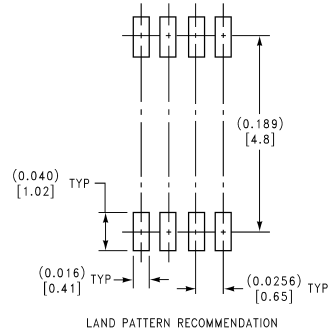 (0.189)
[4.8]
(0.040)
[1.02]
TYP
(0.016)
[0.41]
TYP
(0.0256)
[0.65]
TYP
LAND PATTERN RECOMMENDATION